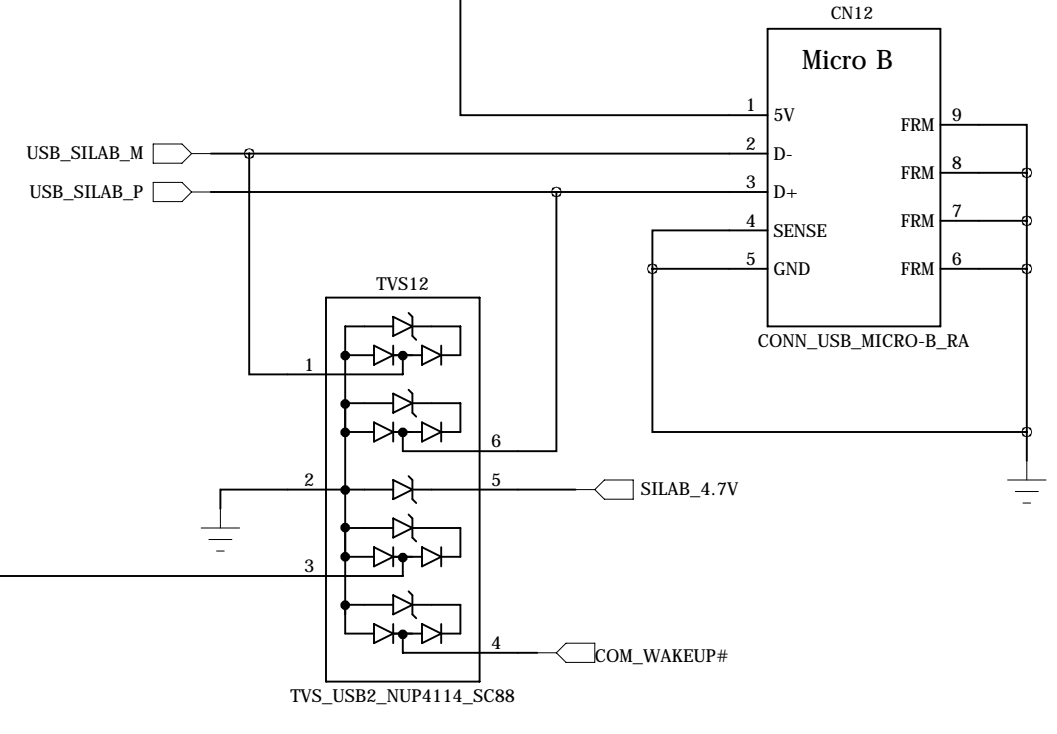 CN12
Micro B
1 5V
FRM 9
USB_SILAB_M
2 D-
FRM 8
USB_SILAB_P
3 D+
4 SENSE
FRM 7
5 GND
FRM 6
TVS12
CONN_USB_MICRO-B_RA
1
6
2
5
SILAB_4.7V
3
4
COM_WAKEUP#
TVS_USB2_NUP4114_SC88